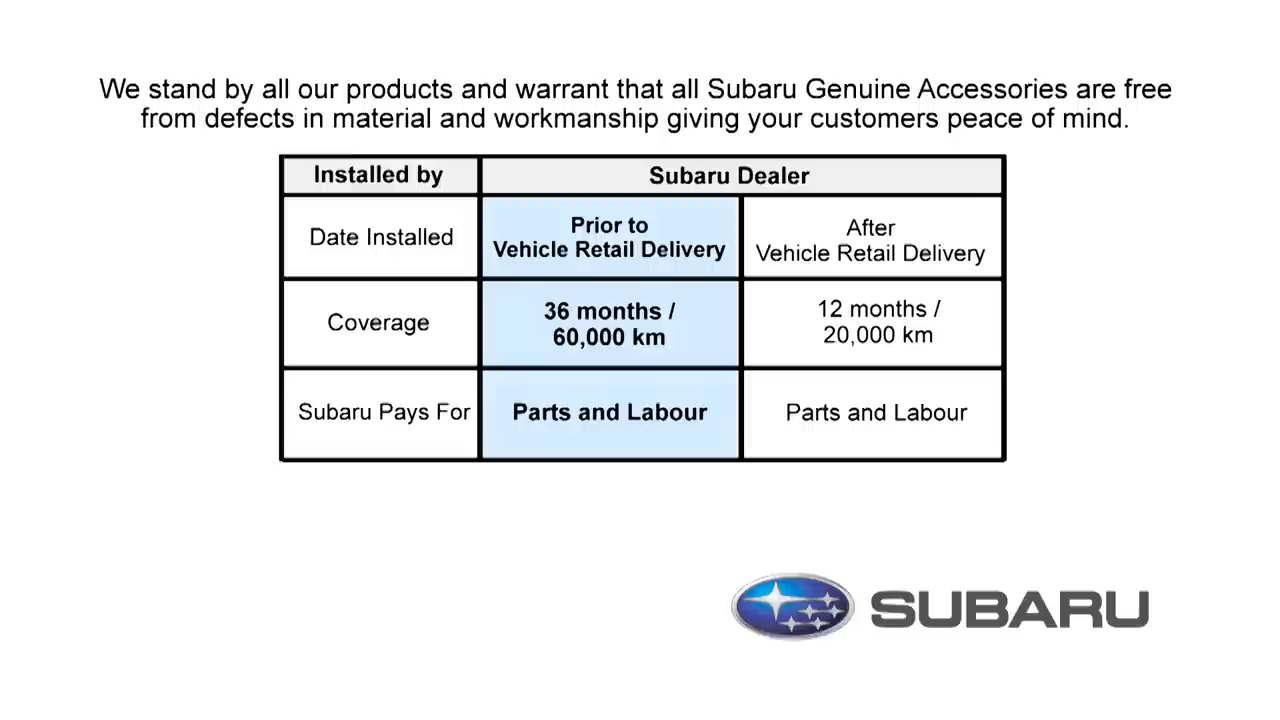 We stand by all our products and warrant that all Subaru Genuine Accessories are free
from defects in material and workmanship giving your customers peace of mind.
Installed by
Subaru Dealer
Date Installed
Prior to
Vehicle Retail Delivery
After
Vehicle Retail Delivery
Coverage
36 months /
60,000 km
12 months /
20,000 km
Subaru Pays For
Parts and Labour
Parts and Labour
SUBARU